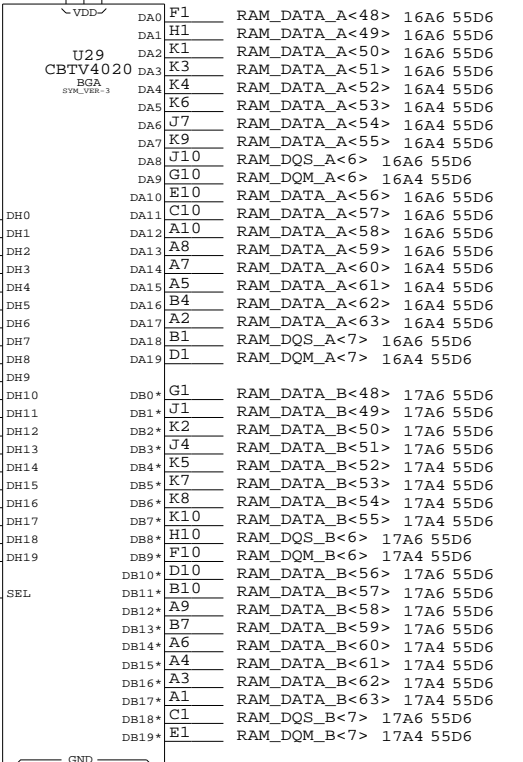 VDD
U29
CBTV4020
BGA
SYM_VER-3
DA0 F1 RAM_DATA_A<48> 16A6 55D6
DA1 H1 RAM_DATA_A<49> 16A6 55D6
DA2 K1 RAM_DATA_A<50> 16A6 55D6
DA3 K3 RAM_DATA_A<51> 16A6 55D6
DA4 K4 RAM_DATA_A<52> 16A4 55D6
DA5 K6 RAM_DATA_A<53> 16A4 55D6
DA6 J7 RAM_DATA_A<54> 16A4 55D6
DA7 K9 RAM_DATA_A<55> 16A4 55D6
DA8 J10 RAM_DQS_A<6> 16A6 55D6
DA9 G10 RAM_DQM_A<6> 16A4 55D6
DA10 E10 RAM_DATA_A<56> 16A6 55D6
DH0 DA11 C10 RAM_DATA_A<57> 16A6 55D6
DH1 DA12 A10 RAM_DATA_A<58> 16A6 55D6
DH2 DA13 A8 RAM_DATA_A<59> 16A6 55D6
DH3 DA14 A7 RAM_DATA_A<60> 16A4 55D6
DH4 DA15 A5 RAM_DATA_A<61> 16A4 55D6
DH5 DA16 B4 RAM_DATA_A<62> 16A4 55D6
DH6 DA17 A2 RAM_DATA_A<63> 16A4 55D6
DH7 DA18 B1 RAM_DQS_A<7> 16A6 55D6
DH8 DA19 D1 RAM_DQM_A<7> 16A4 55D6
DH9
DH10 DB0* G1 RAM_DATA_B<48> 17A6 55D6
DH11 DB1* J1 RAM_DATA_B<49> 17A6 55D6
DH12 DB2* K2 RAM_DATA_B<50> 17A6 55D6
DH13 DB3* J4 RAM_DATA_B<51> 17A6 55D6
DH14 DB4* K5 RAM_DATA_B<52> 17A4 55D6
DH15 DB5* K7 RAM_DATA_B<53> 17A4 55D6
DH16 DB6* K8 RAM_DATA_B<54> 17A4 55D6
DH17 DB7* K10 RAM_DATA_B<55> 17A4 55D6
DH18 DB8* H10 RAM_DQS_B<6> 17A6 55D6
DH19 DB9* F10 RAM_DQM_B<6> 17A4 55D6
DB10* D10 RAM_DATA_B<56> 17A6 55D6
SEL DB11* B10 RAM_DATA_B<57> 17A6 55D6
DB12* A9 RAM_DATA_B<58> 17A6 55D6
DB13* B7 RAM_DATA_B<59> 17A6 55D6
DB14* A6 RAM_DATA_B<60> 17A4 55D6
DB15* A4 RAM_DATA_B<61> 17A4 55D6
DB16* A3 RAM_DATA_B<62> 17A4 55D6
DB17* A1 RAM_DATA_B<63> 17A4 55D6
DB18* C1 RAM_DQS_B<7> 17A6 55D6
DB19* E1 RAM_DQM_B<7> 17A4 55D6
GND